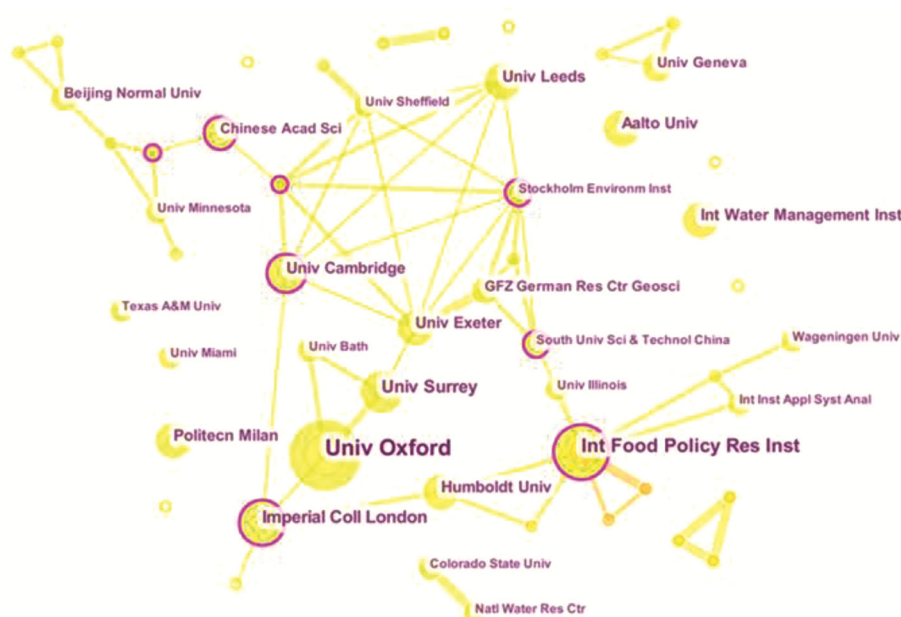 Univ Geneva
Univ Leeds
Beijing Normal Univ
Univ Sheffield
Aalto Univ
Chinese Acad Sci
Stockholm Environm Inst
Univ Minnesota
Int Water Management Inst
Univ Cambridge
GFZ German Res Ctr Geosci
Texas A&M Univ
Univ Exeter
South Univ Sci & Technol China
Wageningen Univ
Univ Miami
Univ Bath
Univ Surrey
Univ Illinois
Int Inst Appl Syst Anal
Politecn Milan
Univ Oxford
Int Food Policy Res Inst
Humboldt Univ
Imperial Coll London
Colorado State Univ
Natl Water Res Ctr